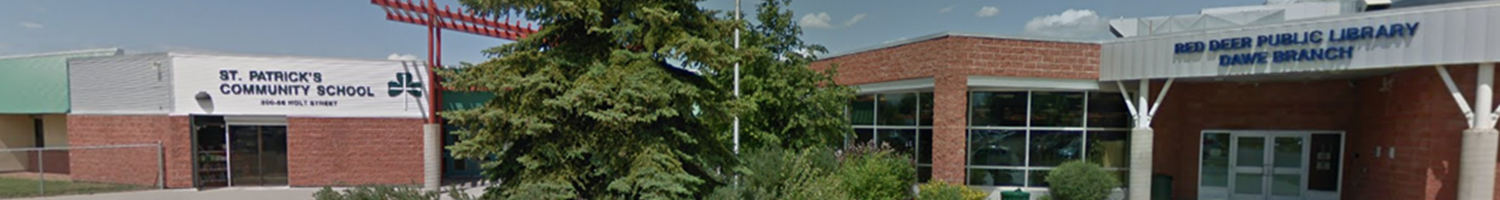 ST. PATRICK'S
COMMUNITY SCHOOL
200-56 HOLT STREET
RED DEER PUBLIC LIBRARY
DAWE BRANCH